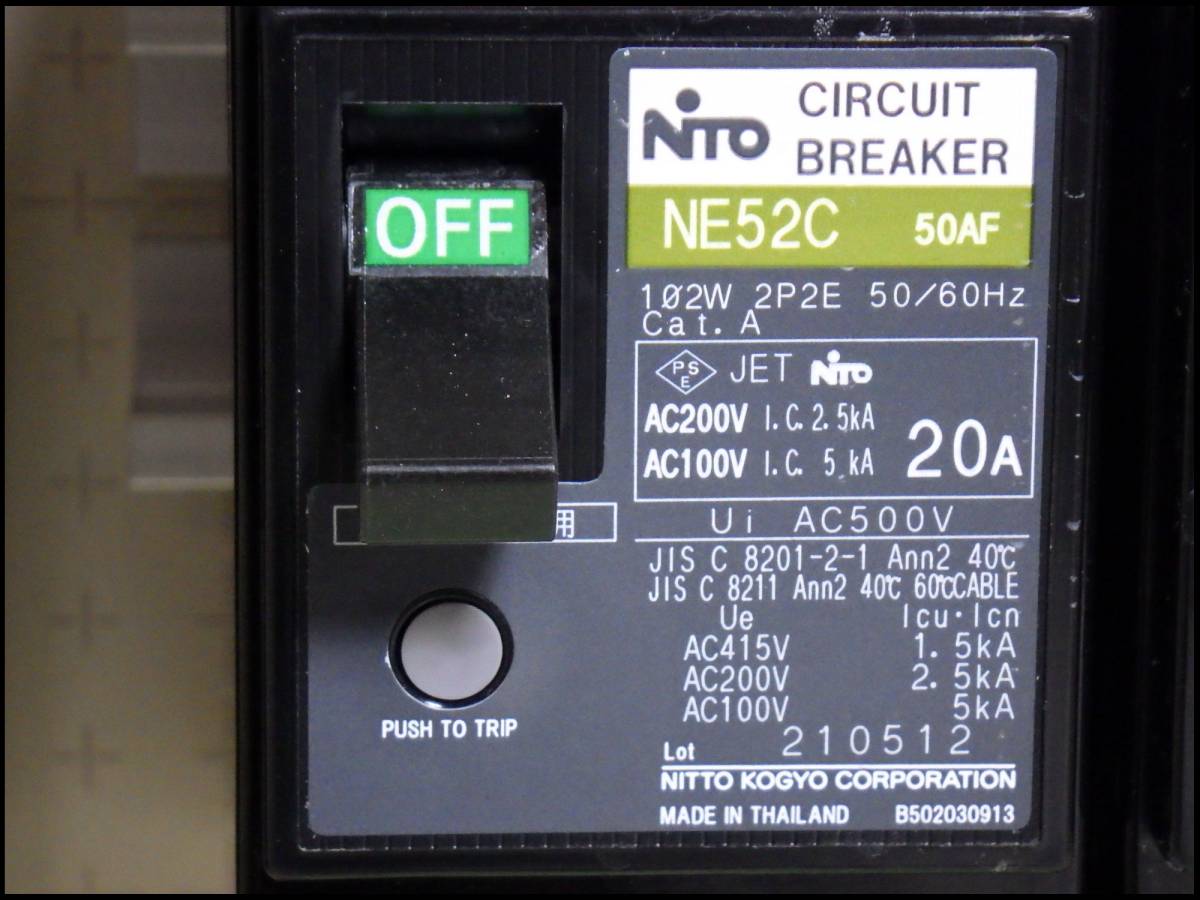 NITO
CIRCUIT
BREAKER
NE52C 50AF
OFF
1Ø2W 2P2E 50/60Hz
Cat. A
PS
E
JET NITO
AC200V I.C. 2.5kA
AC100V I.C. 5 kA
20A
用
Ui AC500V
JIS C 8201-2-1 Ann2 40℃
JIS C 8211 Ann2 40℃ 60℃CABLE
Ue Icu·Icn
AC415V 1.5kA
AC200V 2.5kA
AC100V 5kA
PUSH TO TRIP
Lot 210512
NITTO KOGYO CORPORATION
MADE IN THAILAND B502030913